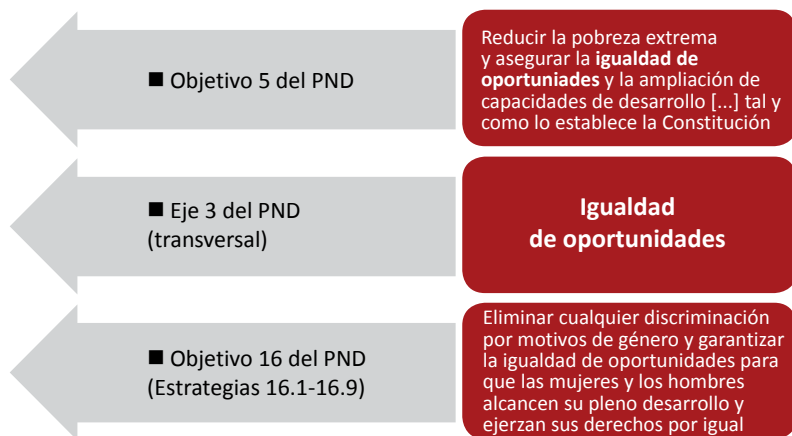 ■ Objetivo 5 del PND
Reducir la pobreza extrema
y asegurar la igualdad de
oportuniades y la ampliación de
capacidades de desarrollo [...] tal y
como lo establece la Constitución
■ Eje 3 del PND
(transversal)
Igualdad
de oportunidades
■ Objetivo 16 del PND
(Estrategias 16.1-16.9)
Eliminar cualquier discriminación
por motivos de género y garantizar
la igualdad de oportunidades para
que las mujeres y los hombres
alcancen su pleno desarrollo y
ejerzan sus derechos por igual